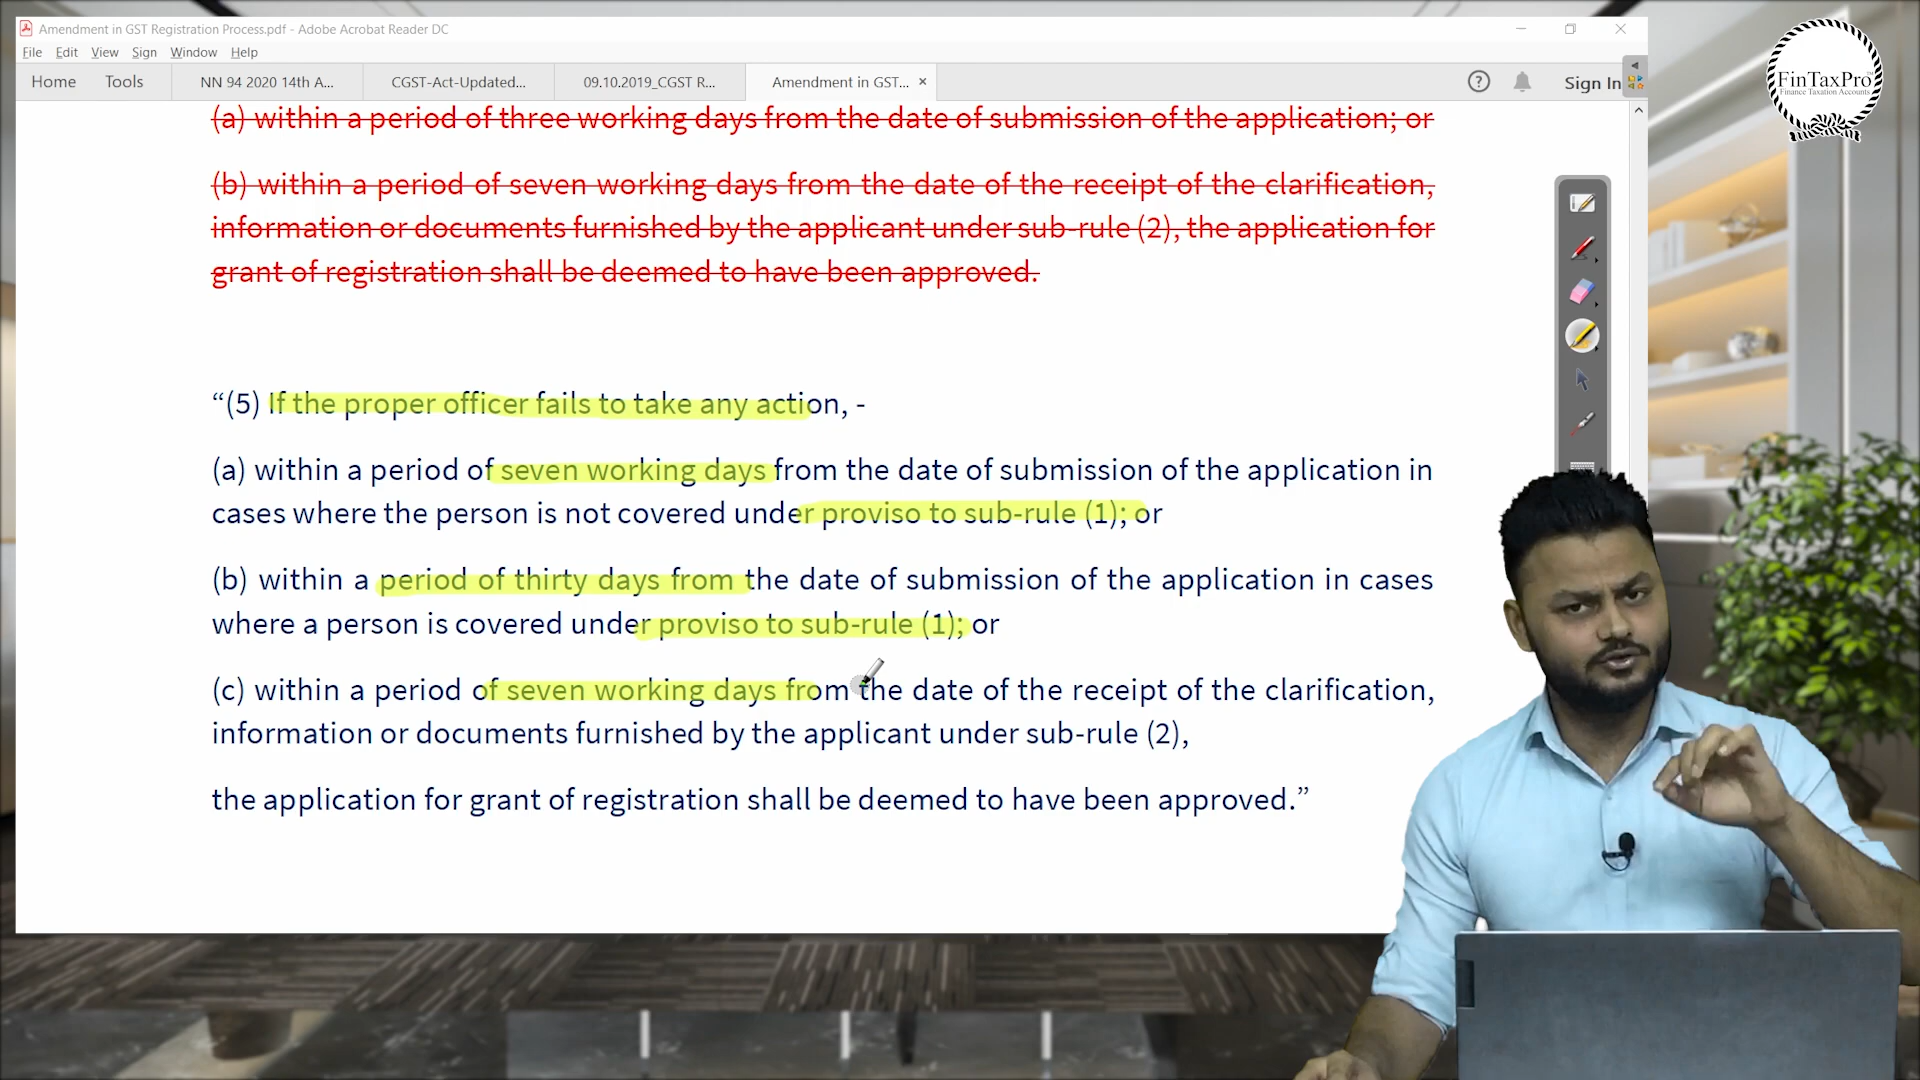 Amendment in GST Registration Process.pdf - Adobe Acrobat Reader DC
File Edit View Sign Window Help
Home Tools NN 94 2020 14th A... CGST-Act-Updated... 09.10.2019_CGST R... Amendment in GST... × Sign In
FinTaxPro
Finance Taxation Accounts
(a) within a period of three working days from the date of submission of the application; or
(b) within a period of seven working days from the date of the receipt of the clarification,
information or documents furnished by the applicant under sub-rule (2), the application for
grant of registration shall be deemed to have been approved.
“(5) If the proper officer fails to take any action, -
(a) within a period of seven working days from the date of submission of the application in
cases where the person is not covered under proviso to sub-rule (1); or
(b) within a period of thirty days from the date of submission of the application in cases
where a person is covered under proviso to sub-rule (1); or
(c) within a period of seven working days from the date of the receipt of the clarification,
information or documents furnished by the applicant under sub-rule (2),
the application for grant of registration shall be deemed to have been approved.”